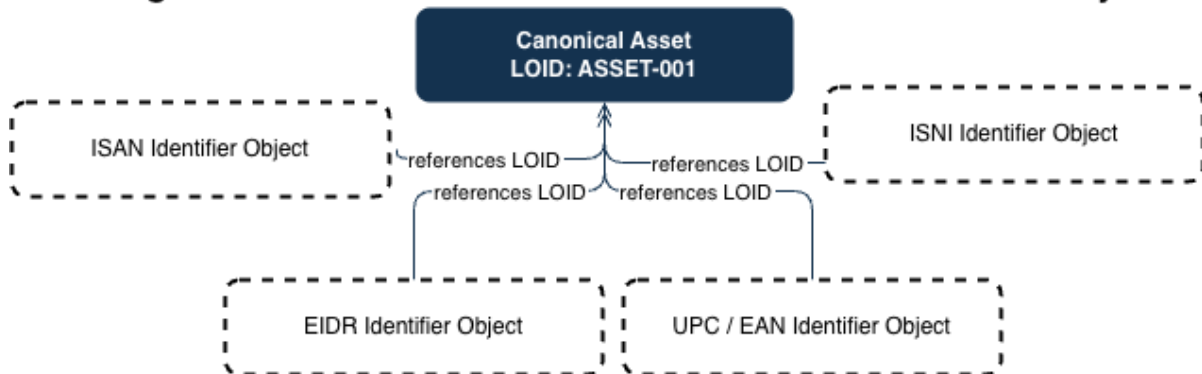 Canonical Asset
LOID: ASSET-001
ISAN Identifier Object
ISNI Identifier Object
references LOID
references LOID
references LOID
references LOID
EIDR Identifier Object
UPC / EAN Identifier Object